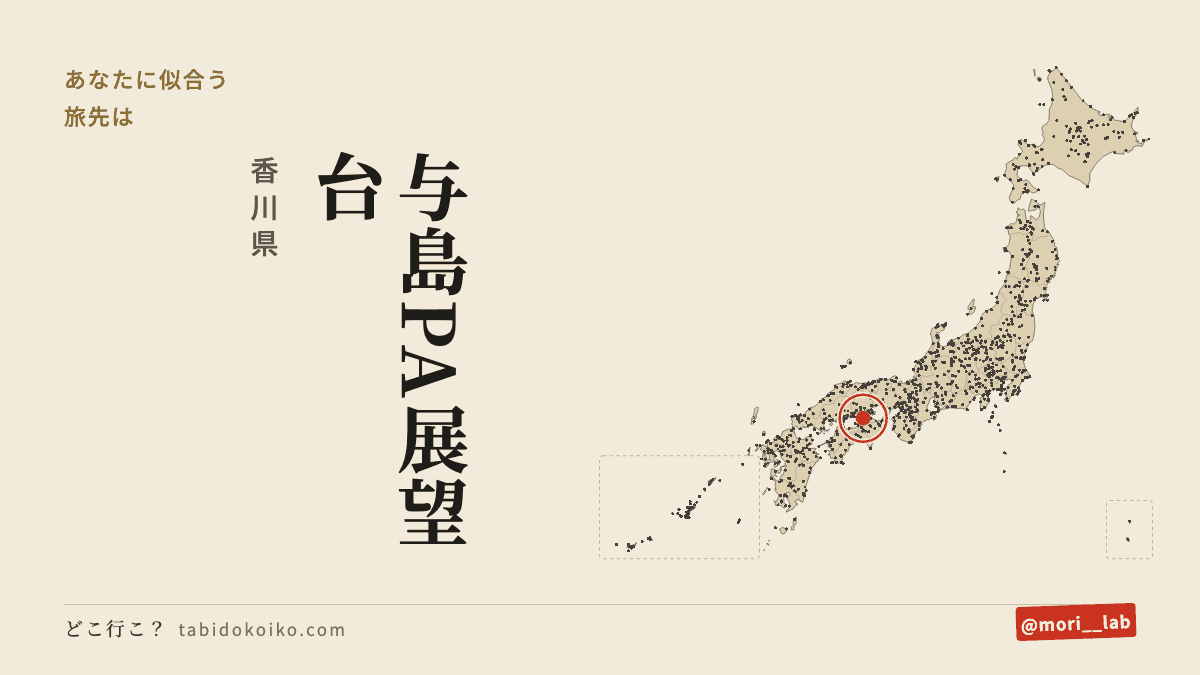 あなたに似合う
旅先は
与島PA展望
台
香川県
どこ行こ？ tabidokoiko.com
@mori__lab